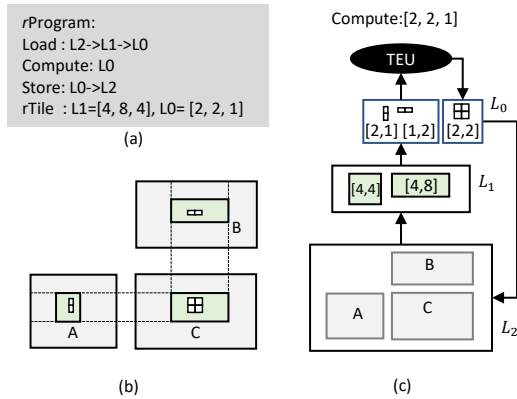 rProgram:
Load : L2->L1->L0
Compute: L0
Store: L0->L2
rTile : L1=[4, 8, 4], L0= [2, 2, 1]
(a)
B
A
C
(b)
Compute:[2, 2, 1]
TEU
L0
[2,1] [1,2] [2,2]
[4,4] [4,8]
L1
B
A
C
L2
(c)